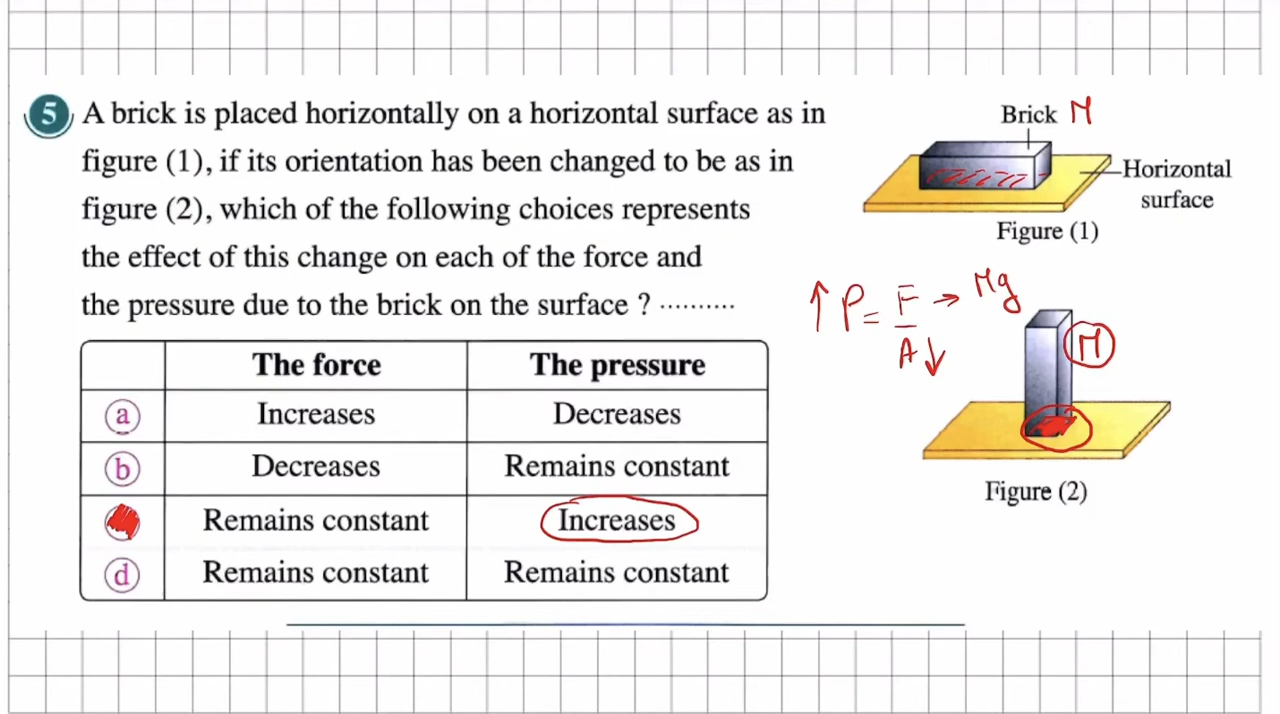 5 A brick is placed horizontally on a horizontal surface as in
figure (1), if its orientation has been changed to be as in
figure (2), which of the following choices represents
the effect of this change on each of the force and
the pressure due to the brick on the surface ? ··········
Brick M
Horizontal
surface
Figure (1)
↑ P = F → Mg
A ↓
M
Figure (2)
The force The pressure
a Increases Decreases
b Decreases Remains constant
Remains constant Increases
d Remains constant Remains constant